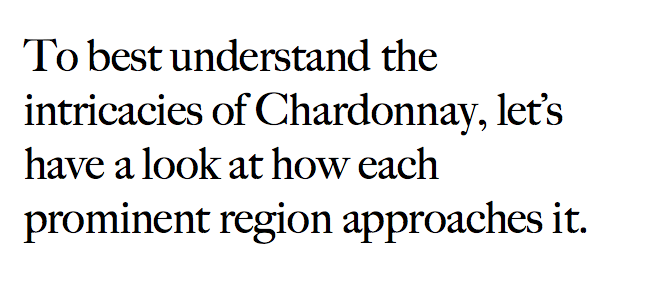 To best understand the
intricacies of Chardonnay, let’s
have a look at how each
prominent region approaches it.